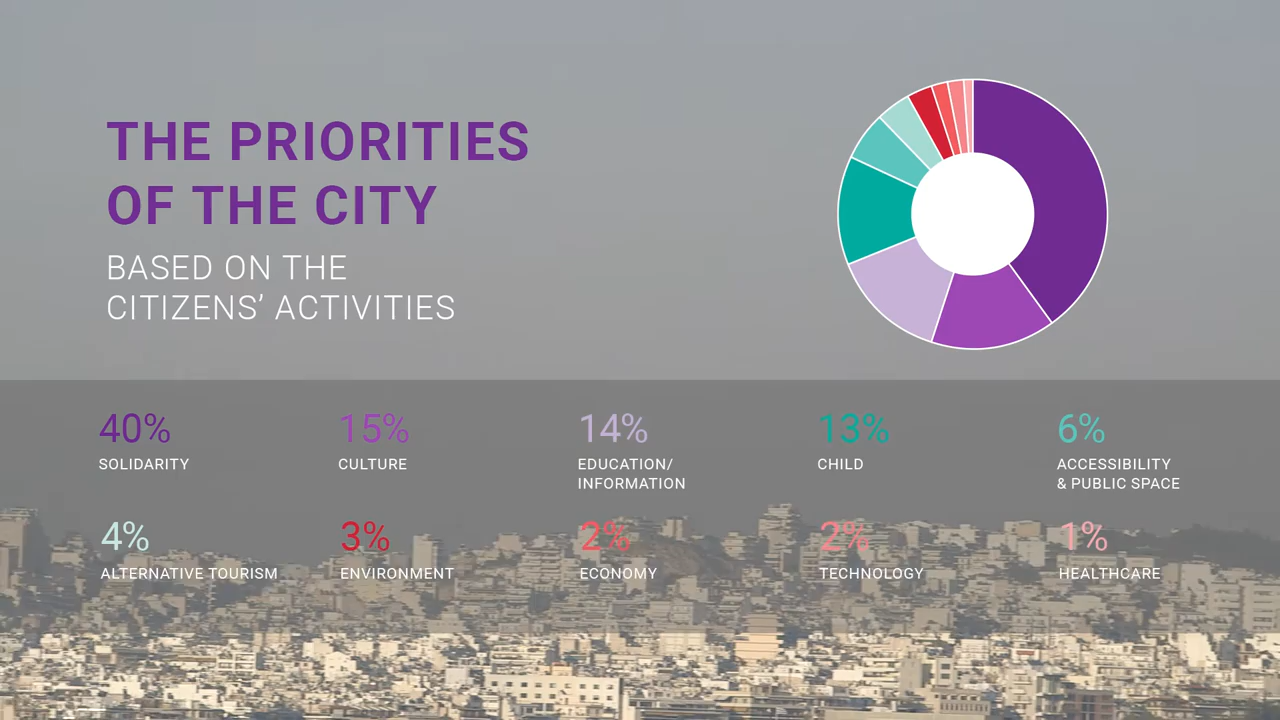 THE PRIORITIES
OF THE CITY
BASED ON THE
CITIZENS’ ACTIVITIES
40%
SOLIDARITY
15%
CULTURE
14%
EDUCATION/
INFORMATION
13%
CHILD
6%
ACCESSIBILITY
& PUBLIC SPACE
4%
ALTERNATIVE TOURISM
3%
ENVIRONMENT
2%
ECONOMY
2%
TECHNOLOGY
1%
HEALTHCARE